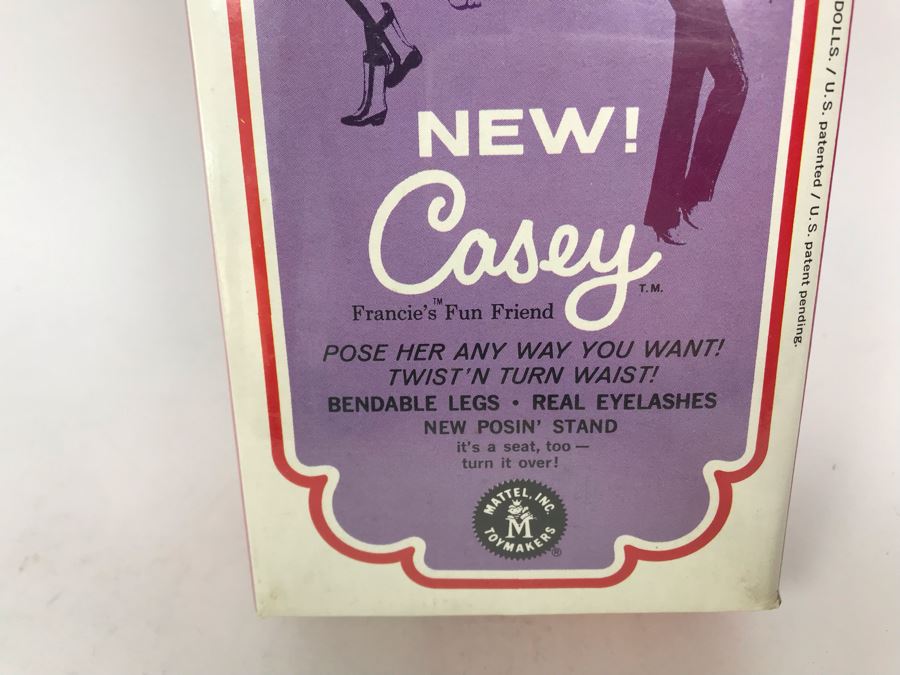 NEW!
Casey T.M.
Francie's™ Fun Friend
POSE HER ANY WAY YOU WANT!
TWIST'N TURN WAIST!
BENDABLE LEGS • REAL EYELASHES
NEW POSIN' STAND
it's a seat, too —
turn it over!
MATTEL, INC.
M
TOYMAKERS ®
DOLLS. / U.S. patented / U.S. patent pending.